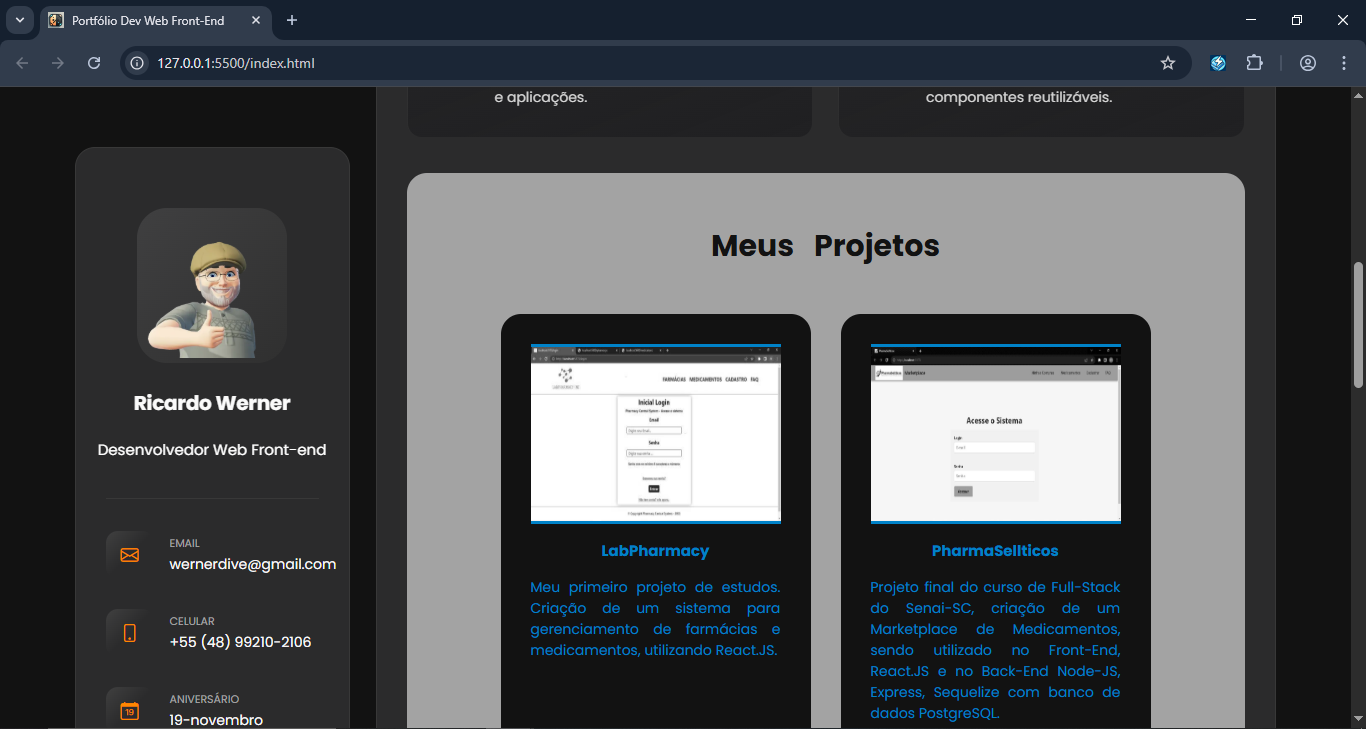 Portfólio Dev Web Front-End
127.0.0.1:5500/index.html
e aplicações.
componentes reutilizáveis.
Ricardo Werner
Desenvolvedor Web Front-end
EMAIL
wernerdive@gmail.com
CELULAR
+55 (48) 99210-2106
ANIVERSÁRIO
19
19-novembro
Meus Projetos
FARMÁCIAS MEDICAMENTOS CADASTRO FAQ
Inicial Login
Email
Senha
LabPharmacy
Meu primeiro projeto de estudos.
Criação de um sistema para
gerenciamento de farmácias e
medicamentos, utilizando React.JS.
Acesse o Sistema
Login
Senha
PharmaSellticos
Projeto final do curso de Full-Stack
do Senai-SC, criação de um
Marketplace de Medicamentos,
sendo utilizado no Front-End,
React.JS e no Back-End Node-JS,
Express, Sequelize com banco de
dados PostgreSQL.